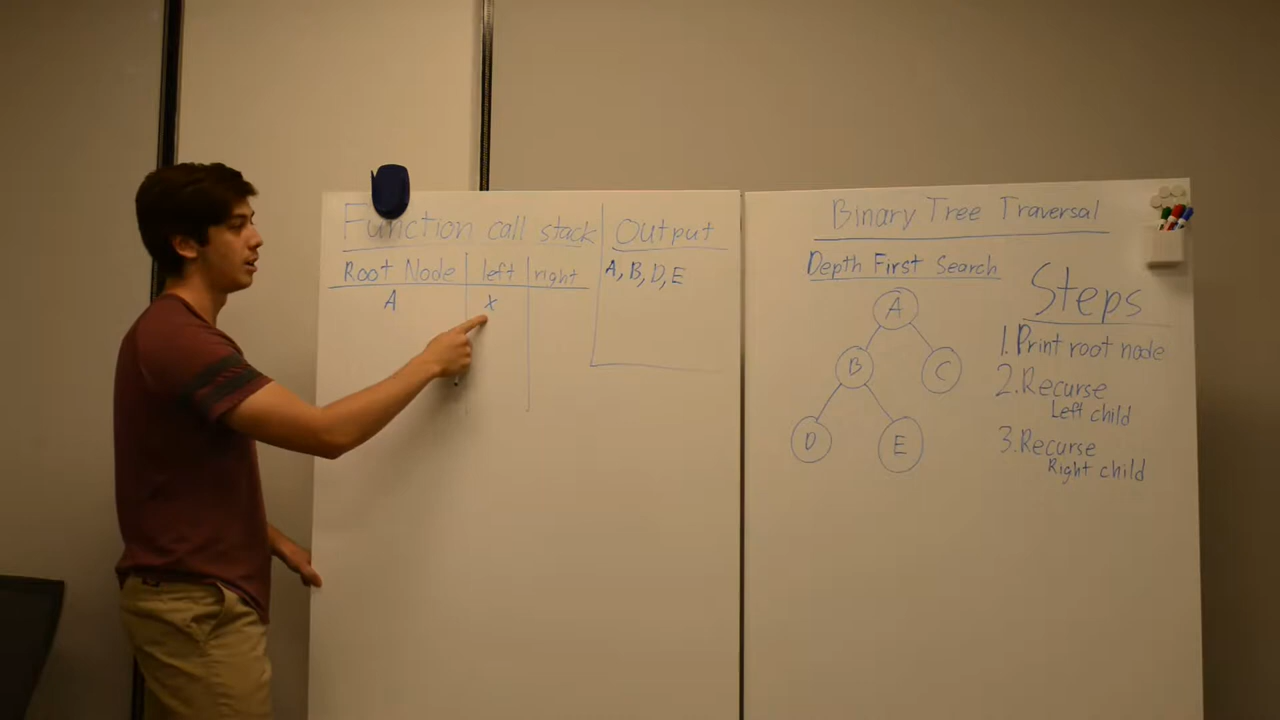 Function call stack
Root Node left right
A x
Output
A, B, D, E
Binary Tree Traversal
Depth First Search
A
B
C
D
E
Steps
1. Print root node
2. Recurse
Left child
3. Recurse
Right child